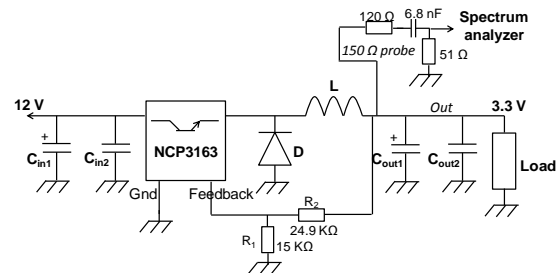 120 Ω 6.8 nF
Spectrum
analyzer
150 Ω probe
51 Ω
L
12 V
Out
3.3 V
+
Cin1
Cin2
NCP3163
D
+
Cout1
Cout2
Load
Gnd
Feedback
R2
24.9 KΩ
R1
15 KΩ